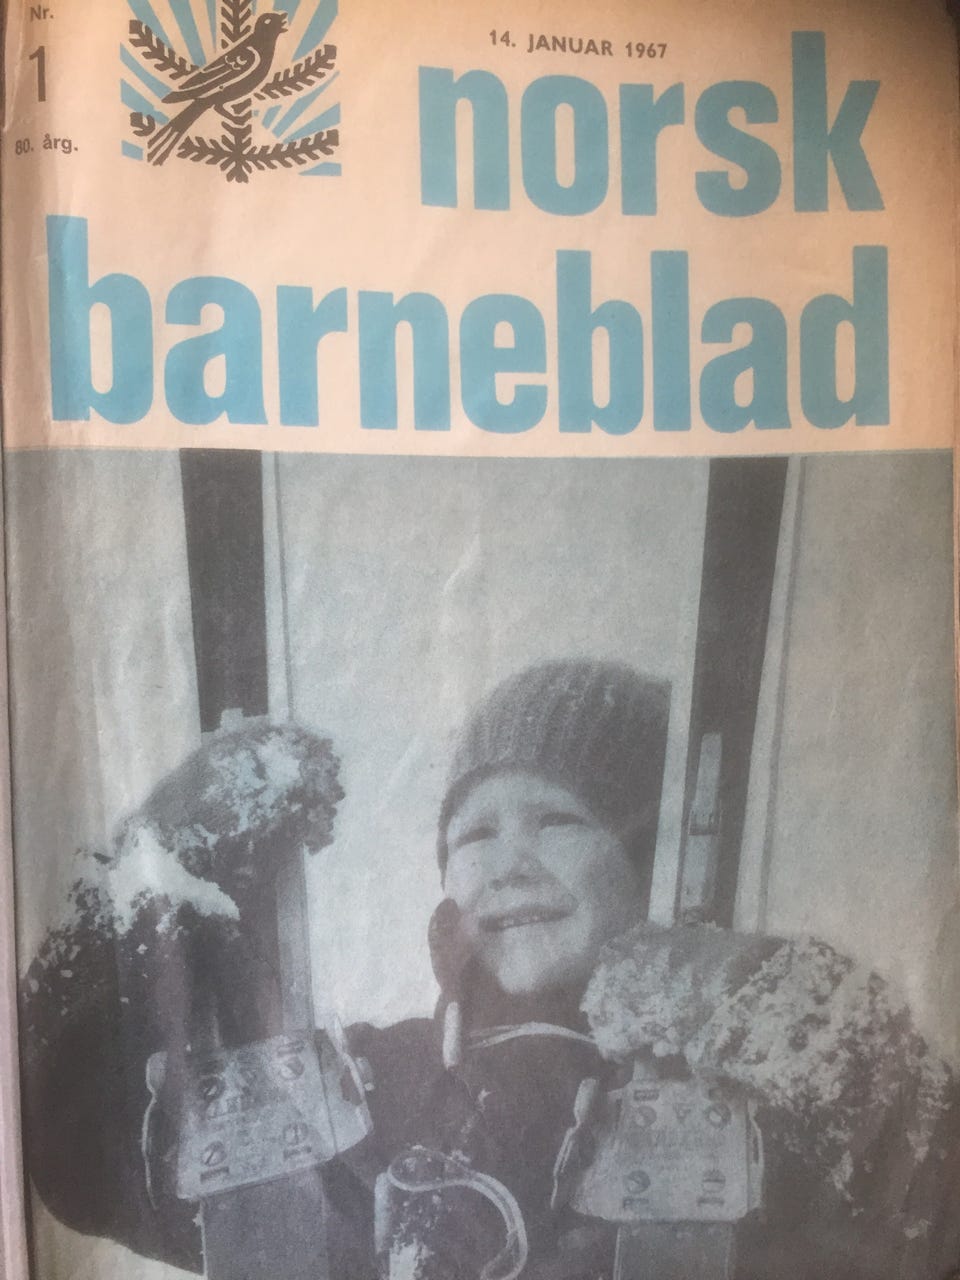 Nr.
1
80. årg.
14. JANUAR 1967
norsk
barneblad